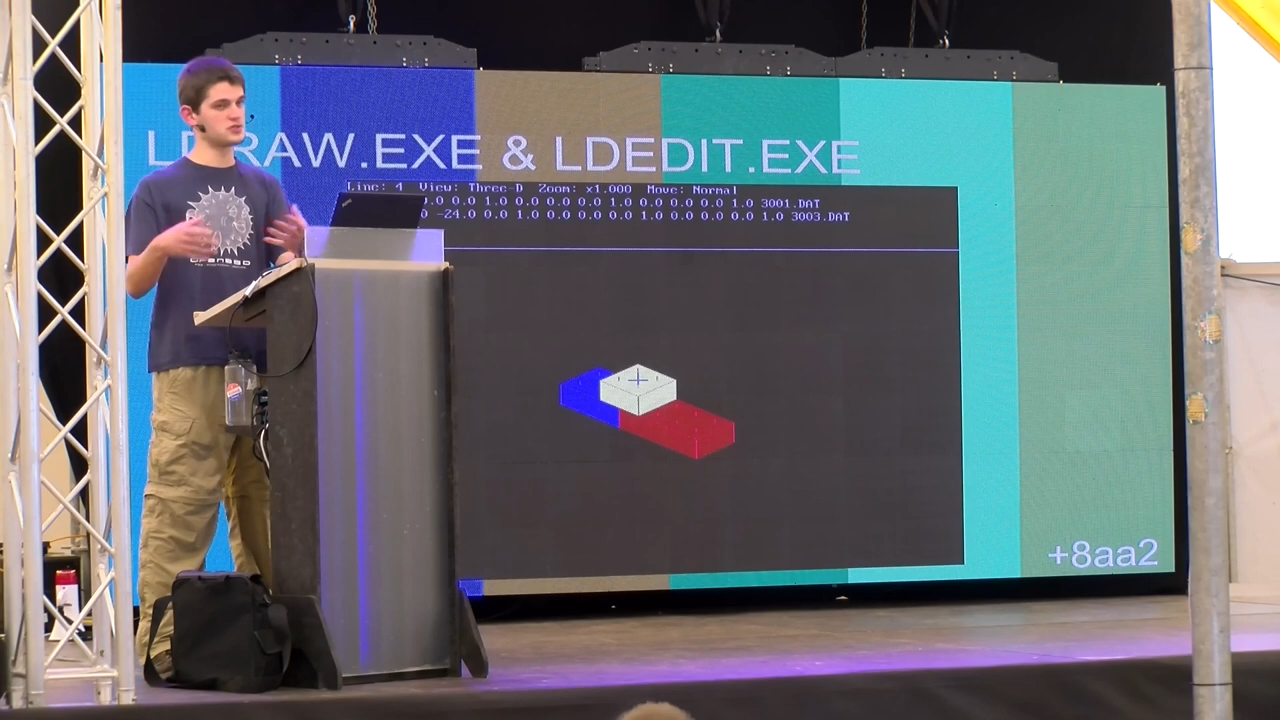 LDRAW.EXE & LDEDIT.EXE
Line: 4 View: Three-D Zoom: x1.000 Move: Normal
.0 0.0 1.0 0.0 0.0 0.0 1.0 0.0 0.0 0.0 1.0 3001.DAT
0 -24.0 0.0 1.0 0.0 0.0 0.0 1.0 0.0 0.0 0.0 1.0 3003.DAT
OPENBSD
+8aa2